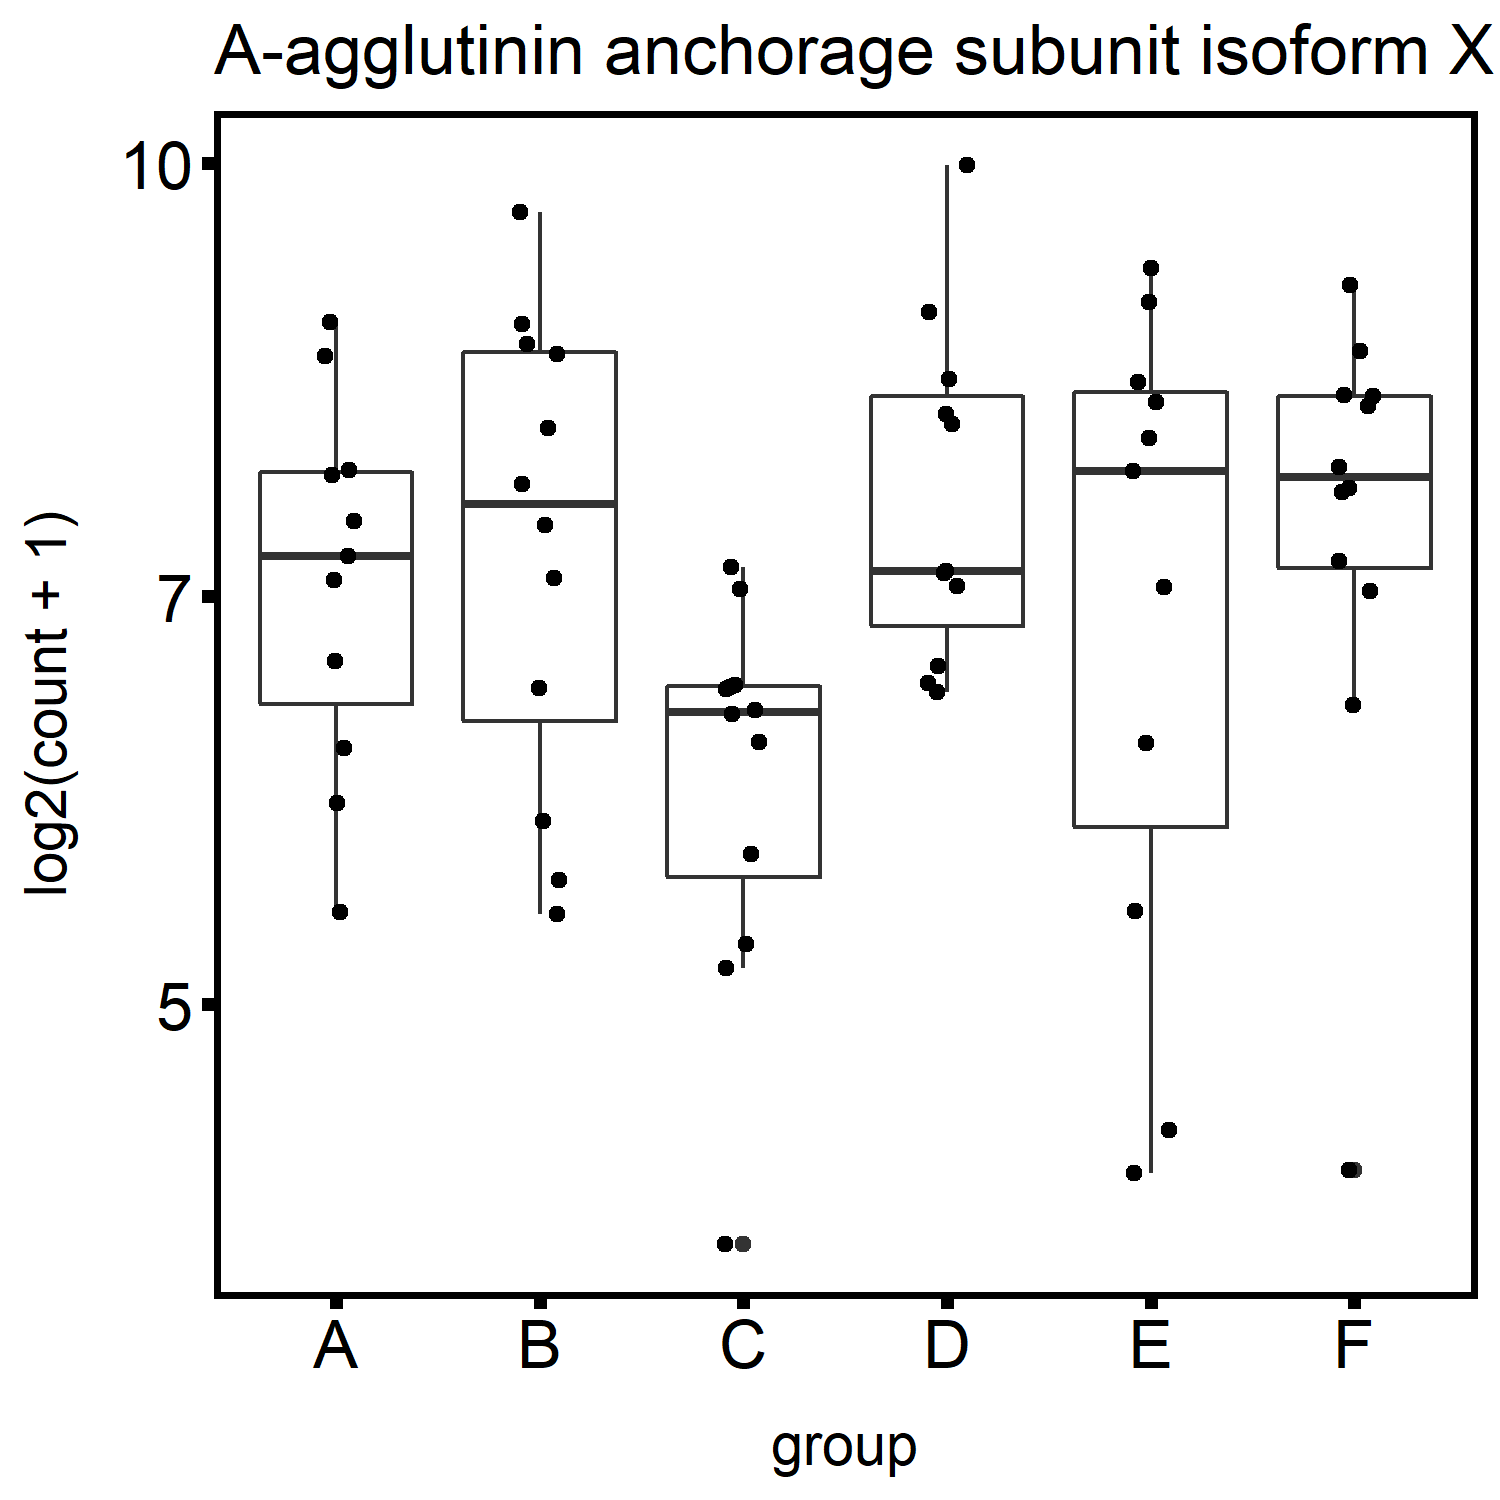 A-agglutinin anchorage subunit isoform X
10
7
5
log2(count + 1)
A B C D E F
group